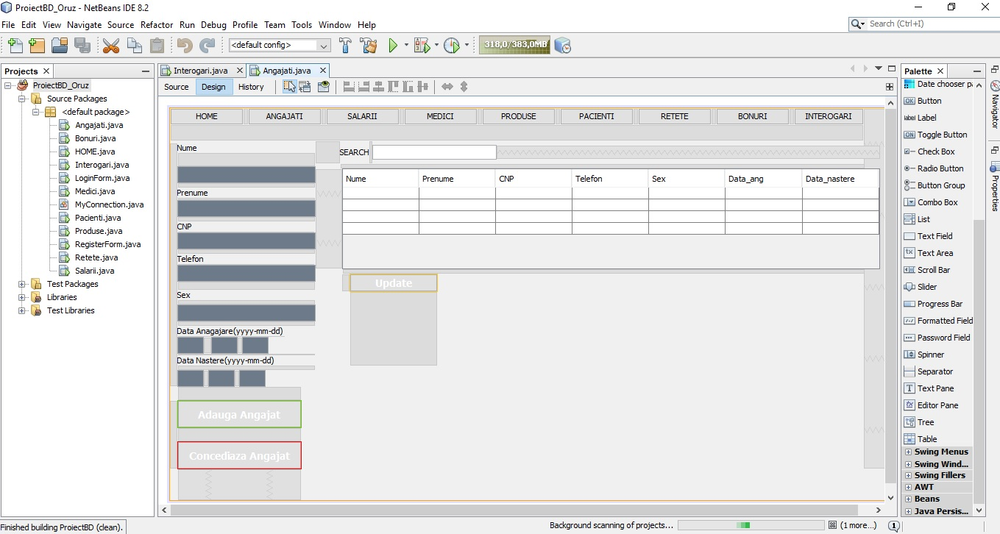 ProiectBD_Oruz - NetBeans IDE 8.2
File Edit View Navigate Source Refactor Run Debug Profile Team Tools Window Help
Search (Ctrl+I)
<default config>
318,0/383,0MB
Projects
Interogari.java
Angajati.java
Palette
Source Design History
ProiectBD_Oruz
Source Packages
<default package>
Angajati.java
Bonuri.java
HOME.java
Interogari.java
LoginForm.java
Medici.java
MyConnection.java
Pacienti.java
Produse.java
RegisterForm.java
Retete.java
Salarii.java
Test Packages
Libraries
Test Libraries
HOME ANGAJATI SALARII MEDICI PRODUSE PACIENTI RETETE BONURI INTEROGARI
Nume
SEARCH
Prenume
CNP
Telefon
Sex
Data Anagajare(yyyy-mm-dd)
Data Nastere(yyyy-mm-dd)
Adauga Angajat
Concediaza Angajat
Nume Prenume CNP Telefon Sex Data_ang Data_nastere
Update
Date chooser pa
Button
Label
Toggle Button
Check Box
Radio Button
Button Group
Combo Box
List
Text Field
Text Area
Scroll Bar
Slider
Progress Bar
Formatted Field
Password Field
Spinner
Separator
Text Pane
Editor Pane
Tree
Table
Swing Menus
Swing Wind...
Swing Fillers
AWT
Beans
Java Persis...
Navigator
Properties
Finished building ProiectBD (clean).
Background scanning of projects...
(1 more...)
1